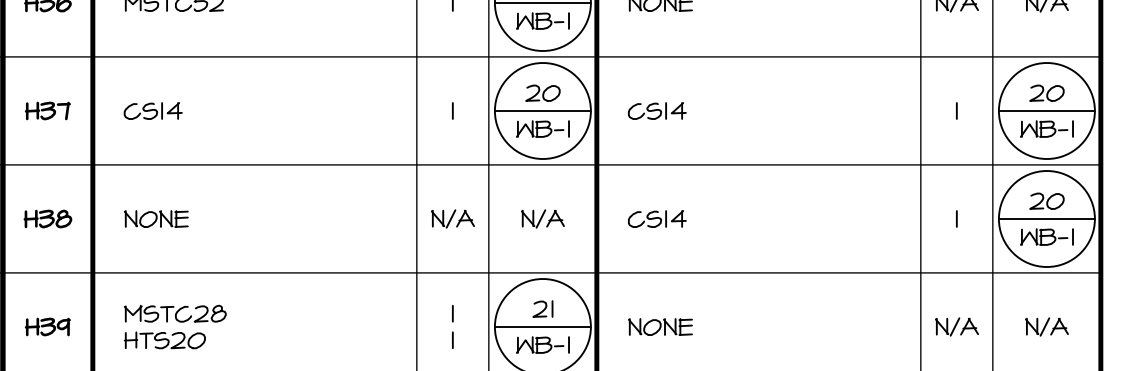 H36 MSTC52 1 WB-1 NONE N/A N/A
H37 CS14 1 20 WB-1 CS14 1 20 WB-1
H38 NONE N/A N/A CS14 1 20 WB-1
H39 MSTC28 1 21 WB-1 NONE N/A N/A
HTS20 1